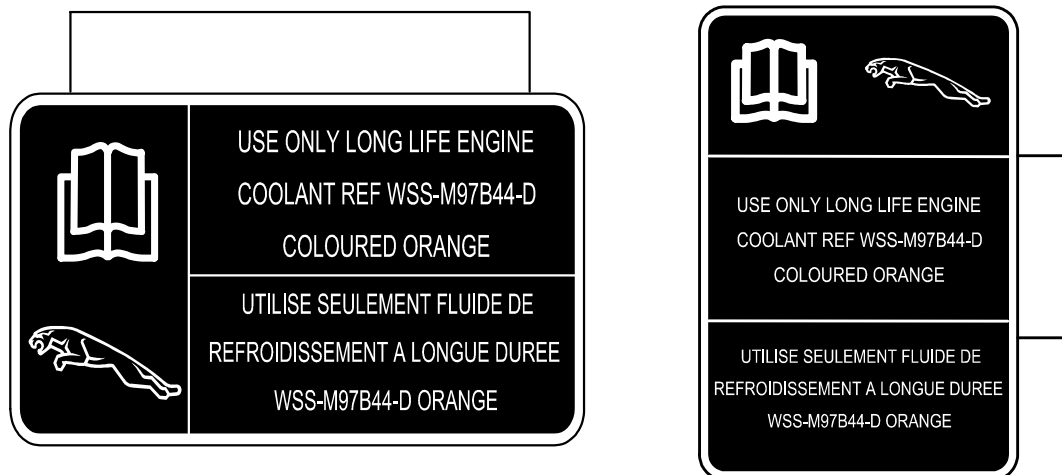 USE ONLY LONG LIFE ENGINE
COOLANT REF WSS-M97B44-D
COLOURED ORANGE
UTILISE SEULEMENT FLUIDE DE
REFROIDISSEMENT A LONGUE DUREE
WSS-M97B44-D ORANGE
USE ONLY LONG LIFE ENGINE
COOLANT REF WSS-M97B44-D
COLOURED ORANGE
UTILISE SEULEMENT FLUIDE DE
REFROIDISSEMENT A LONGUE DUREE
WSS-M97B44-D ORANGE